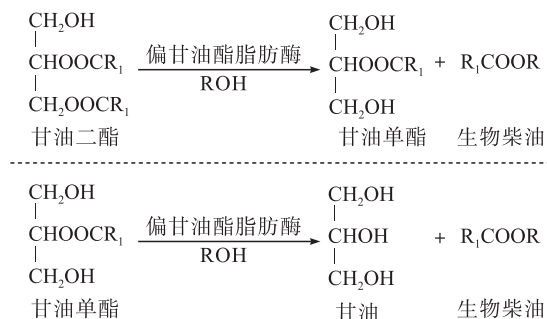 CH₂OH CH₂OH
CHOOCR₁ 偏甘油酯脂肪酶 ROH CHOOCR₁ + R₁COOR
CH₂OOCR₁ CH₂OH
甘油二酯 甘油单酯 生物柴油
CH₂OH CH₂OH
CHOOCR₁ 偏甘油酯脂肪酶 ROH CHOH + R₁COOR
CH₂OH CH₂OH
甘油单酯 甘油 生物柴油